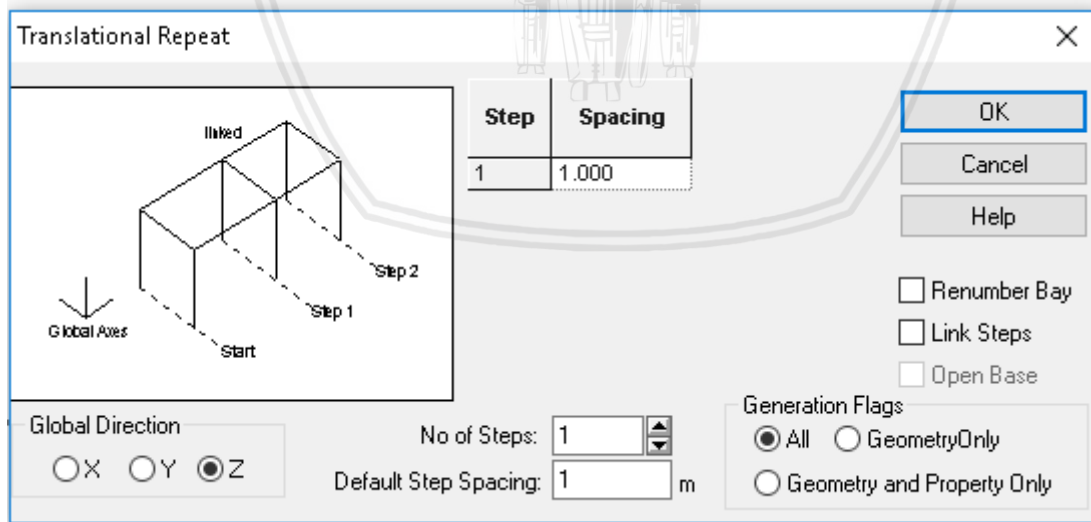 Translational Repeat
linked
Step 2
Step 1
Start
Global Axes
Step Spacing
1 1.000
OK
Cancel
Help
Renumber Bay
Link Steps
Open Base
Global Direction
X Y Z
No of Steps: 1
Default Step Spacing: 1 m
Generation Flags
All GeometryOnly
Geometry and Property Only